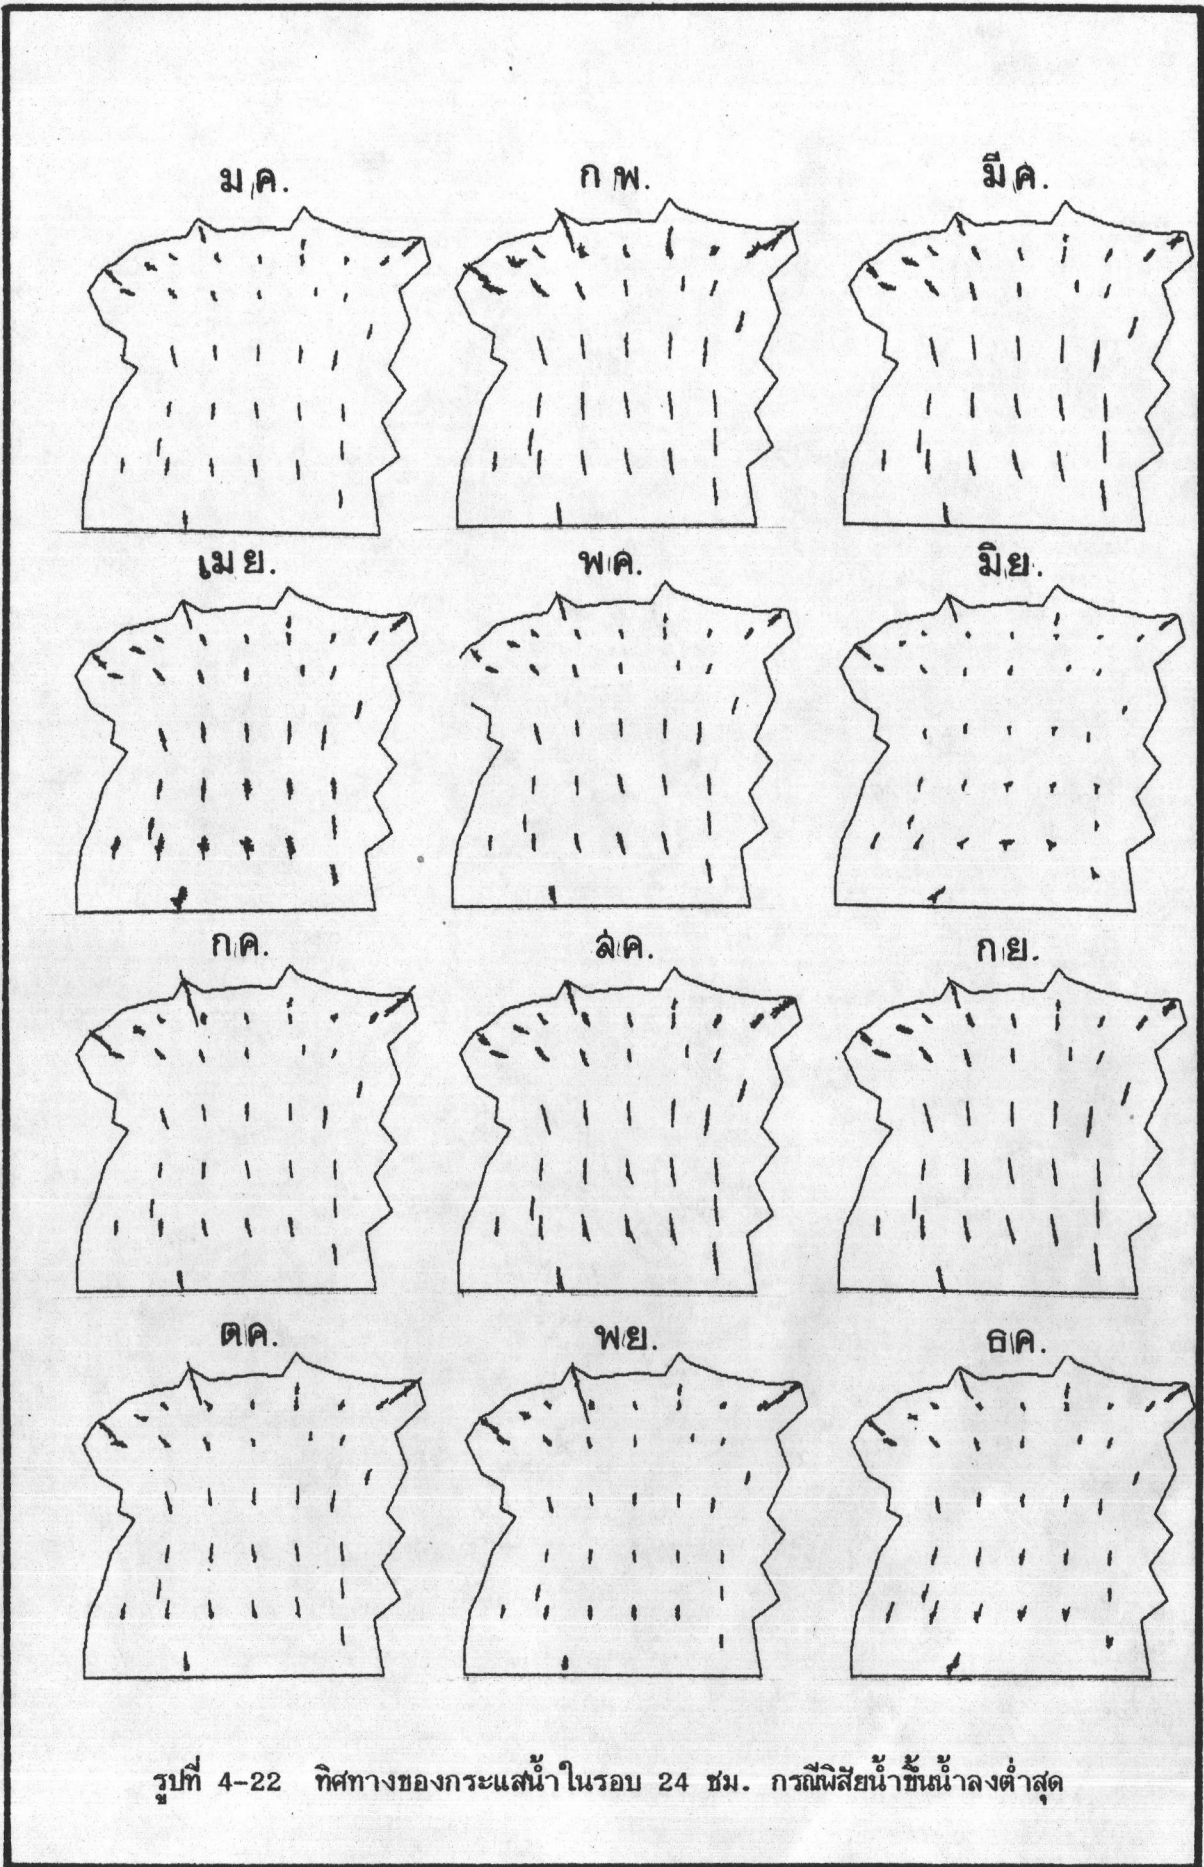 ม.ค. ก.พ. มี.ค.
เม.ย. พ.ค. มิ.ย.
ก.ค. ส.ค. ก.ย.
ต.ค. พ.ย. ธ.ค.
รูปที่ 4-22 ทิศทางของกระแสน้ำในรอบ 24 ชม. กรณีพิสัยน้ำขึ้นน้ำลงต่ำสุด